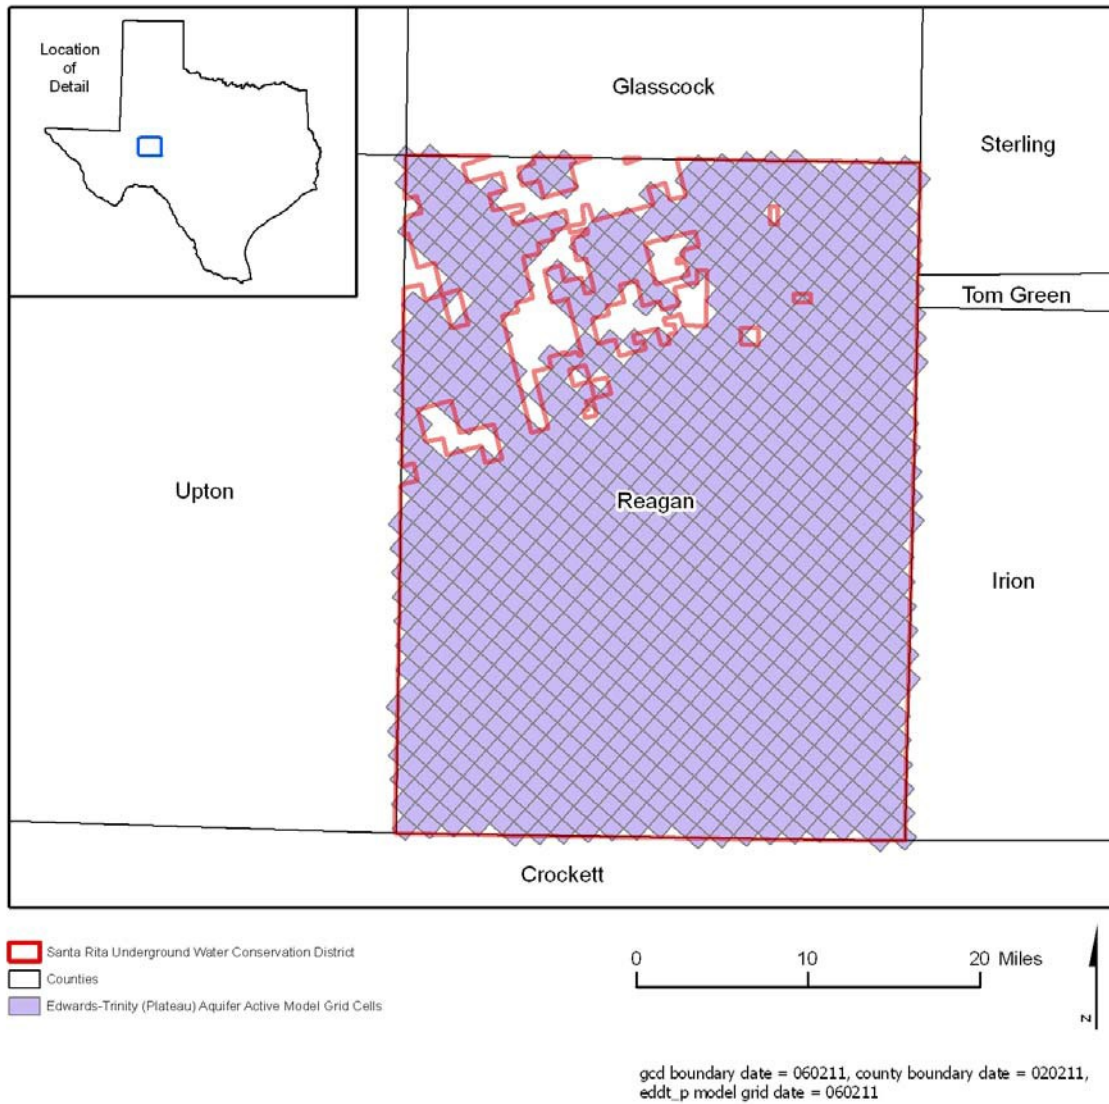 Location
of
Detail
Glasscock
Sterling
Tom Green
Upton
Reagan
Irion
Crockett
Santa Rita Underground Water Conservation District
Counties
Edwards-Trinity (Plateau) Aquifer Active Model Grid Cells
0 10 20 Miles
z
gcd boundary date = 060211, county boundary date = 020211,
eddt_p model grid date = 060211